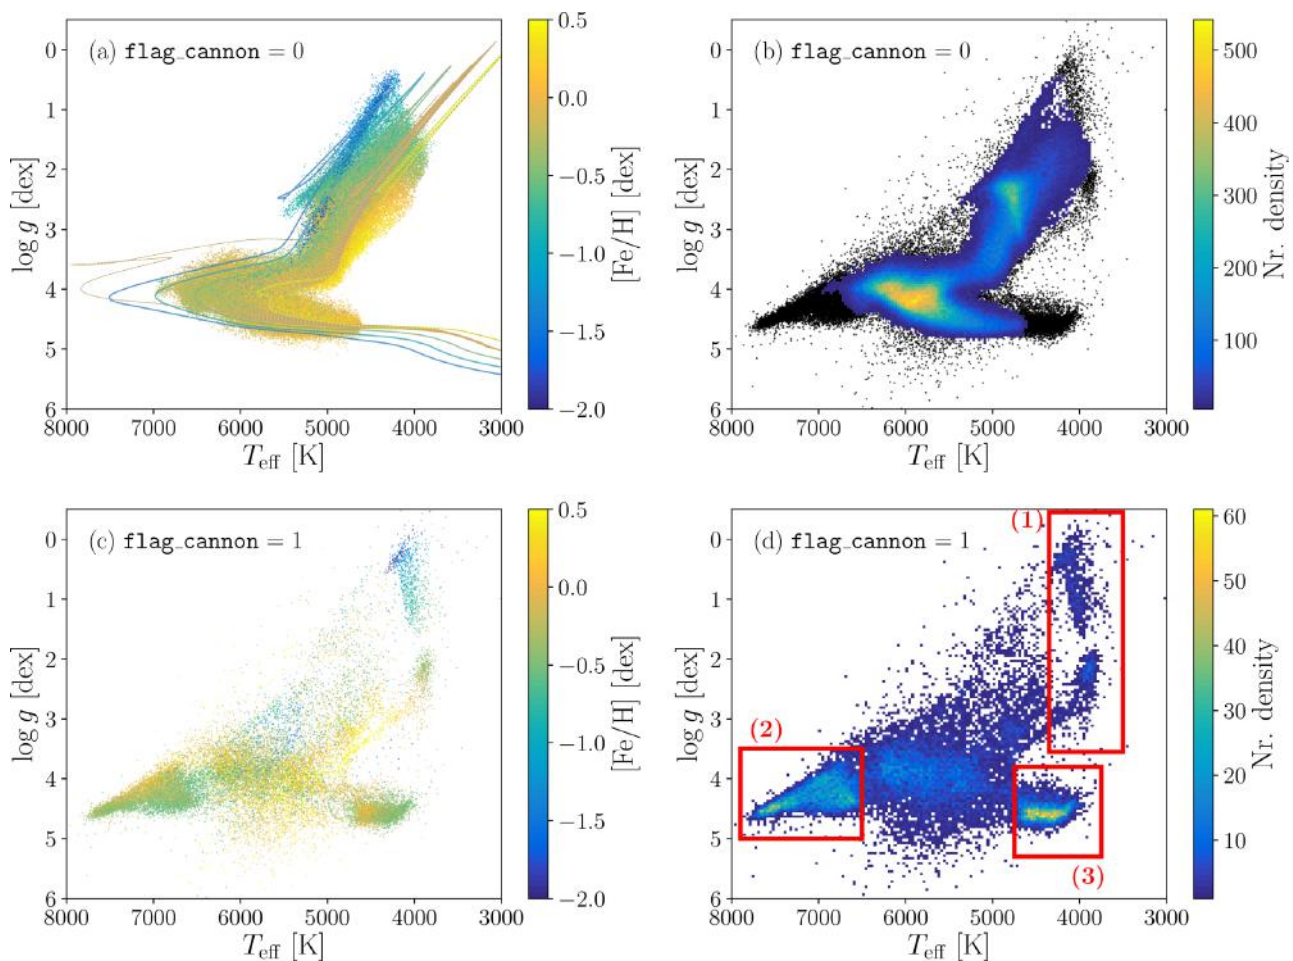 (a) flag_cannon = 0
0
1
2
3
4
5
6
log g [dex]
8000 7000 6000 5000 4000 3000
T_eff [K]
0.5
0.0
−0.5
−1.0
−1.5
−2.0
[Fe/H] [dex]
(b) flag_cannon = 0
0
1
2
3
4
5
6
log g [dex]
8000 7000 6000 5000 4000 3000
T_eff [K]
500
400
300
200
100
Nr. density
(c) flag_cannon = 1
0
1
2
3
4
5
6
log g [dex]
8000 7000 6000 5000 4000 3000
T_eff [K]
0.5
0.0
−0.5
−1.0
−1.5
−2.0
[Fe/H] [dex]
(d) flag_cannon = 1
(1)
(2)
(3)
0
1
2
3
4
5
6
log g [dex]
8000 7000 6000 5000 4000 3000
T_eff [K]
60
50
40
30
20
10
Nr. density